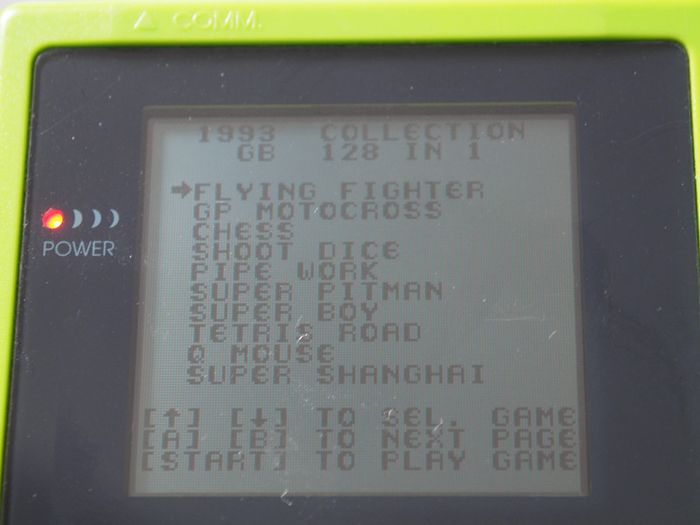 ▲ COMM.
1993 COLLECTION
GB 128 IN 1
➡FLYING FIGHTER
GP MOTOCROSS
CHESS
SHOOT DICE
PIPE WORK
SUPER PITMAN
SUPER BOY
TETRIS ROAD
Q MOUSE
SUPER SHANGHAI
POWER
[↑] [↓] TO SEL. GAME
[A] [B] TO NEXT PAGE
[START] TO PLAY GAME